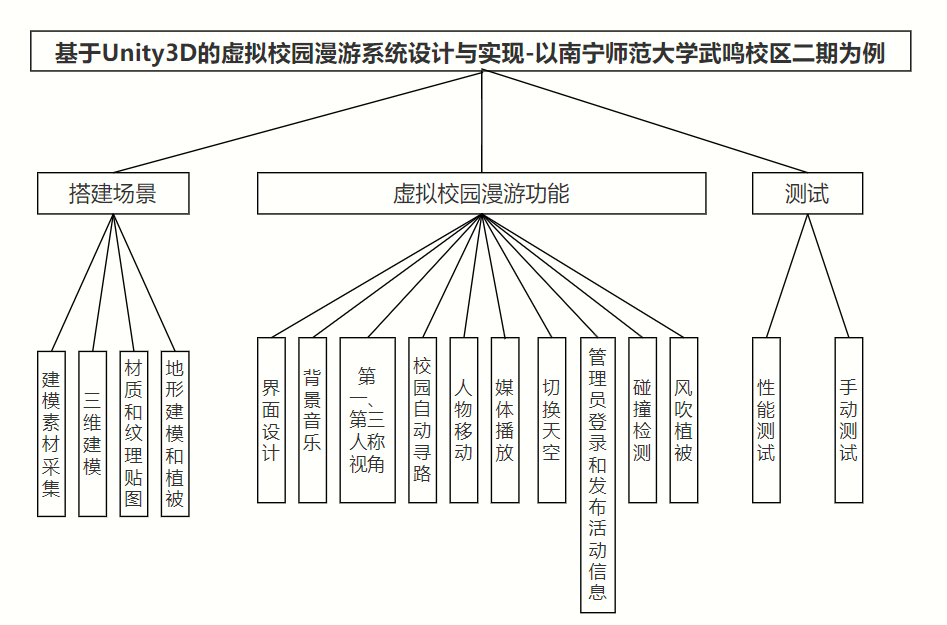 基于Unity3D的虚拟校园漫游系统设计与实现-以南宁师范大学武鸣校区二期为例
搭建场景
虚拟校园漫游功能
测试
建模素材采集
三维建模
材质和纹理贴图
地形建模和植被
界面设计
背景音乐
第一、第三人称视角
校园自动寻路
人物移动
媒体播放
切换天空
管理员登录和发布活动信息
碰撞检测
风吹植被
性能测试
手动测试